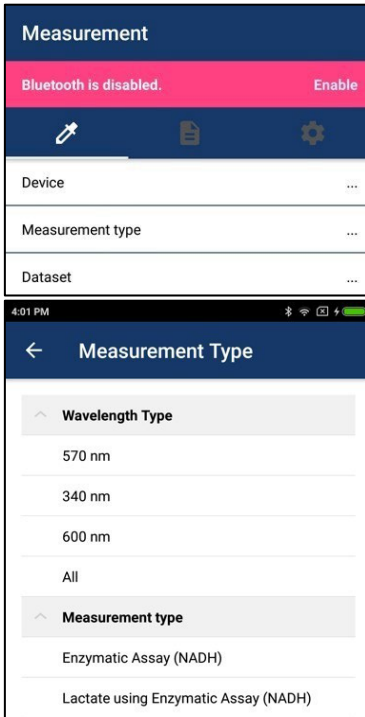 Measurement
Bluetooth is disabled. Enable
Device ...
Measurement type ...
Dataset ...
4:01 PM
Measurement Type
Wavelength Type
570 nm
340 nm
600 nm
All
Measurement type
Enzymatic Assay (NADH)
Lactate using Enzymatic Assay (NADH)